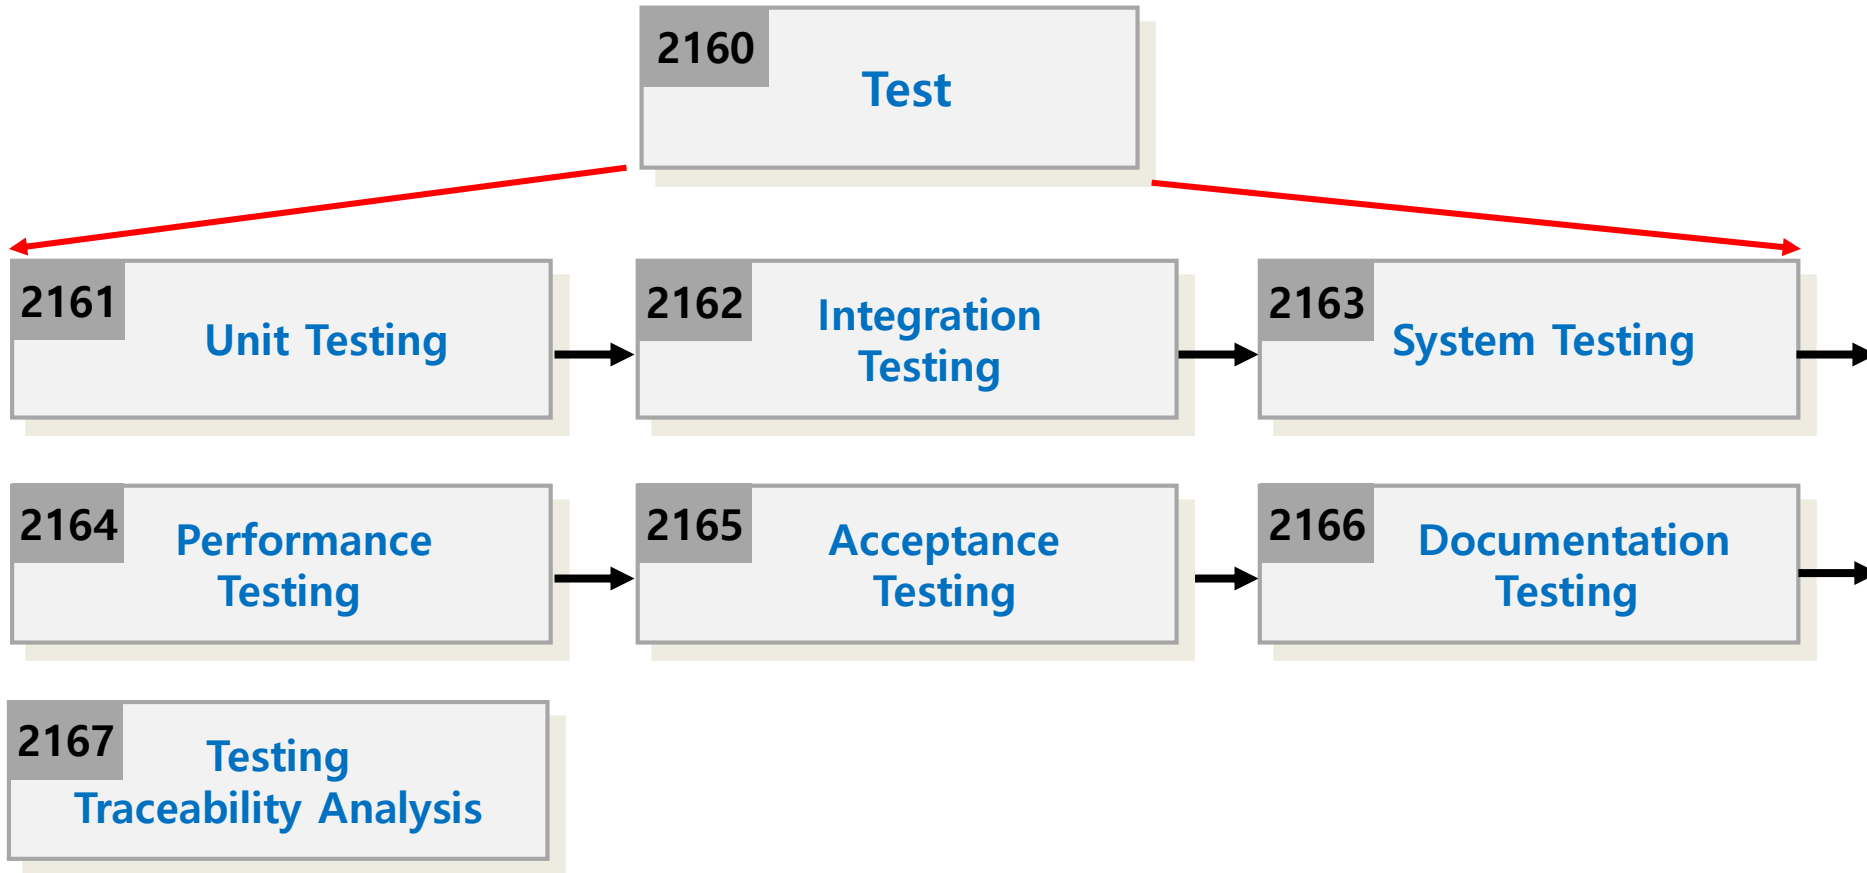 2160
Test
2161
Unit Testing
2162
Integration
Testing
2163
System Testing
2164
Performance
Testing
2165
Acceptance
Testing
2166
Documentation
Testing
2167
Testing
Traceability Analysis